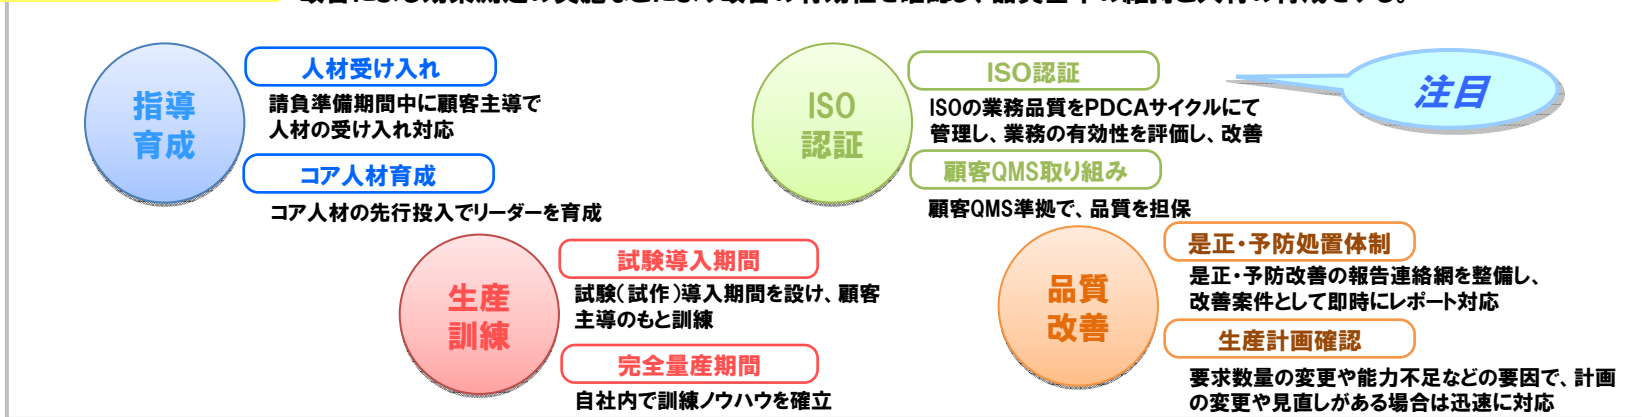 指導
育成
人材受け入れ
請負準備期間中に顧客主導で
人材の受け入れ対応
コア人材育成
コア人材の先行投入でリーダーを育成
生産
訓練
試験導入期間
試験(試作)導入期間を設け、顧客
主導のもと訓練
完全量産期間
自社内で訓練ノウハウを確立
ISO
認証
ISO認証
ISOの業務品質をPDCAサイクルにて
管理し、業務の有効性を評価し、改善
顧客QMS取り組み
顧客QMS準拠で、品質を担保
注目
品質
改善
是正・予防処置体制
是正・予防改善の報告連絡網を整備し、
改善案件として即時にレポート対応
生産計画確認
要求数量の変更や能力不足などの要因で、計画
の変更や見直しがある場合は迅速に対応